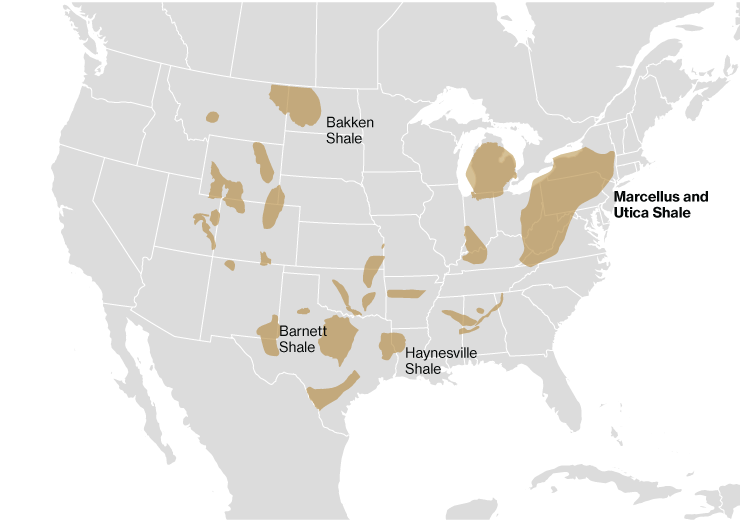 Bakken
Shale
Marcellus and
Utica Shale
Barnett
Shale
Haynesville
Shale